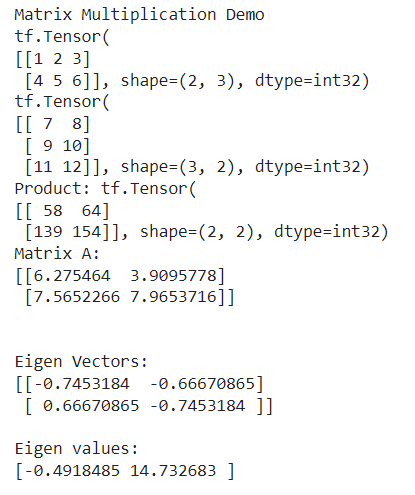 Matrix Multiplication Demo
tf.Tensor(
[[1 2 3]
 [4 5 6]], shape=(2, 3), dtype=int32)
tf.Tensor(
[[ 7  8]
 [ 9 10]
 [11 12]], shape=(3, 2), dtype=int32)
Product: tf.Tensor(
[[ 58  64]
 [139 154]], shape=(2, 2), dtype=int32)
Matrix A:
[[6.275464  3.9095778]
 [7.5652266 7.9653716]]
Eigen Vectors:
[[-0.7453184  -0.66670865]
 [ 0.66670865 -0.7453184 ]]
Eigen values:
[-0.4918485 14.732683 ]